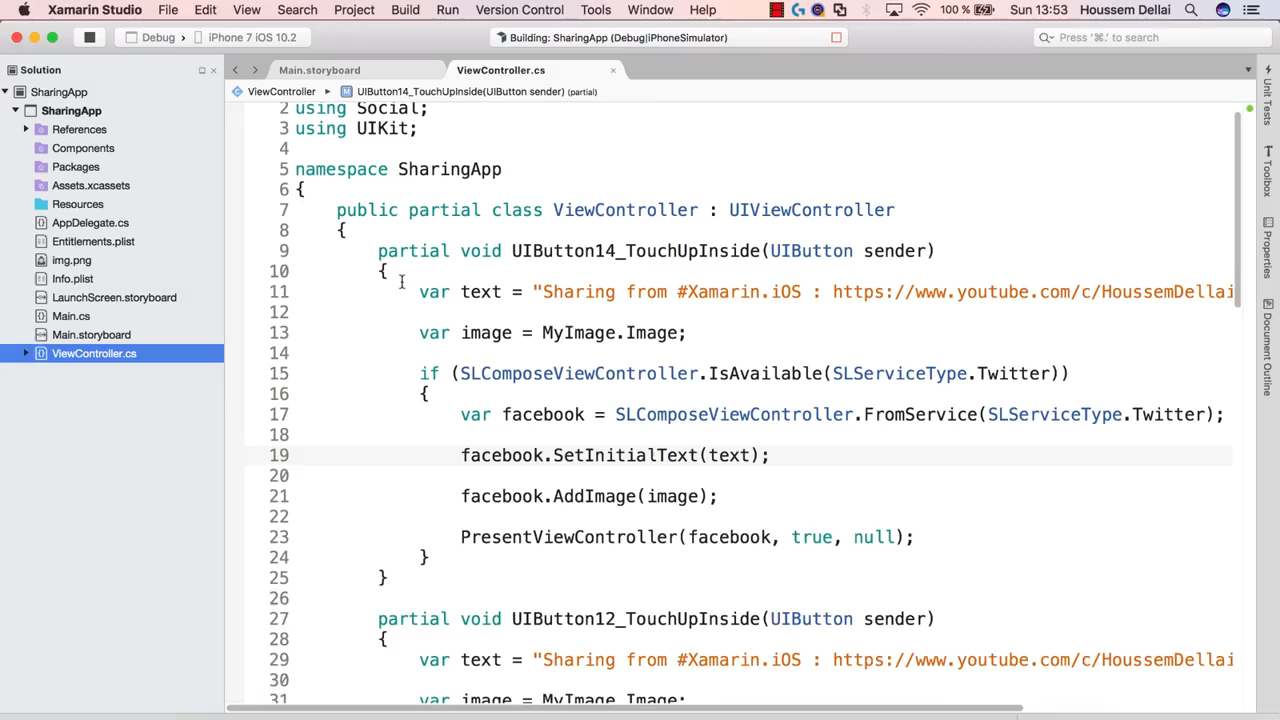 Xamarin Studio File Edit View Search Project Build Run Version Control Tools Window Help 100 % Sun 13:53 Houssem Dellai
Debug > iPhone 7 iOS 10.2 Building: SharingApp (Debug|iPhoneSimulator) Press '⌘.' to search
Solution
Main.storyboard ViewController.cs
ViewController UIButton14_TouchUpInside(UIButton sender) (partial)
SharingApp
SharingApp
References
Components
Packages
Assets.xcassets
Resources
AppDelegate.cs
Entitlements.plist
img.png
Info.plist
LaunchScreen.storyboard
Main.cs
Main.storyboard
ViewController.cs
2 using Social;
3 using UIKit;
4
5 namespace SharingApp
6 {
7 public partial class ViewController : UIViewController
8 {
9 partial void UIButton14_TouchUpInside(UIButton sender)
10 {
11 var text = "Sharing from #Xamarin.iOS : https://www.youtube.com/c/HoussemDellai
12
13 var image = MyImage.Image;
14
15 if (SLComposeViewController.IsAvailable(SLServiceType.Twitter))
16 {
17 var facebook = SLComposeViewController.FromService(SLServiceType.Twitter);
18
19 facebook.SetInitialText(text);
20
21 facebook.AddImage(image);
22
23 PresentViewController(facebook, true, null);
24 }
25 }
26
27 partial void UIButton12_TouchUpInside(UIButton sender)
28 {
29 var text = "Sharing from #Xamarin.iOS : https://www.youtube.com/c/HoussemDellai
30
31 var image = MyImage.Image;
Unit Tests
Toolbox
Properties
Document Outline